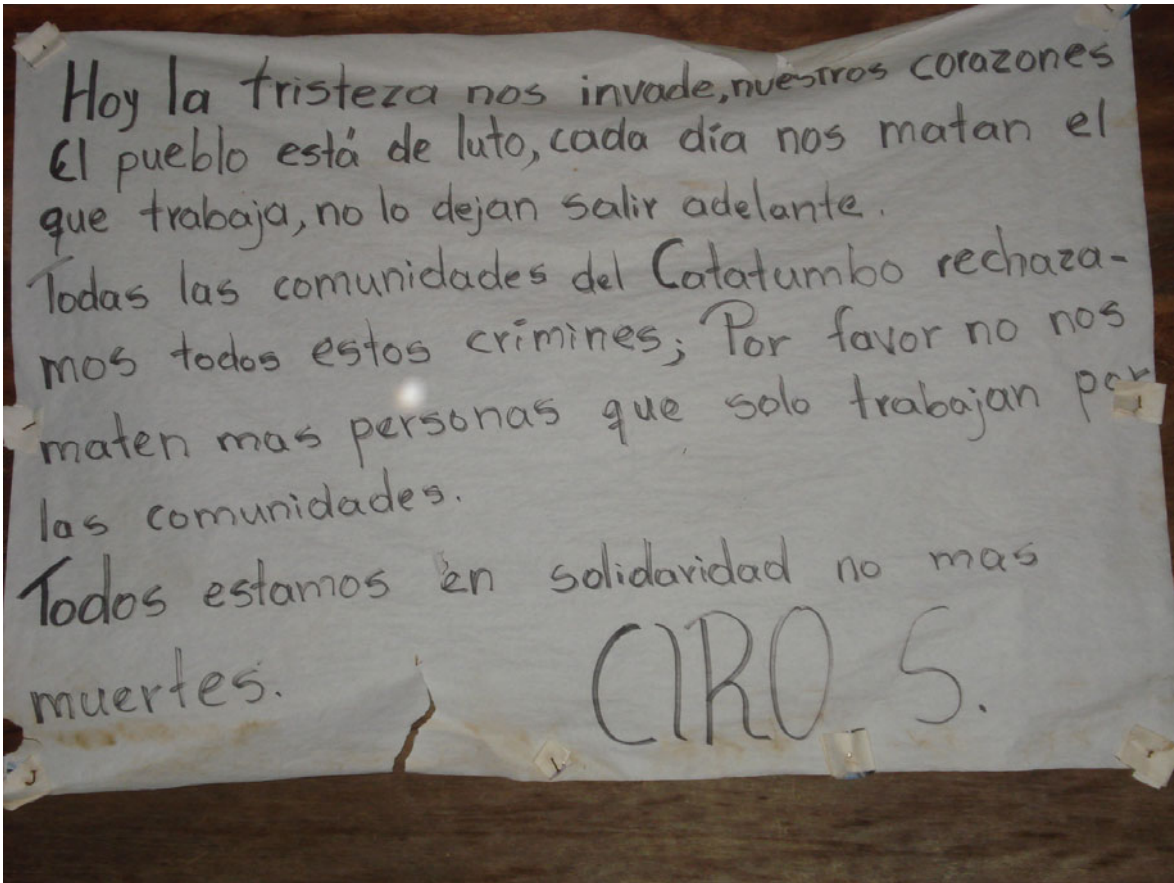 Hoy la tristeza nos invade, nuestros corazones
El pueblo está de luto, cada día nos matan el
que trabaja, no lo dejan salir adelante.
Todas las comunidades del Catatumbo rechaza-
mos todos estos crimines; Por favor no nos
maten mas personas que solo trabajan por
las comunidades.
Todos estamos en solidaridad no mas
muertes. CIRO S.